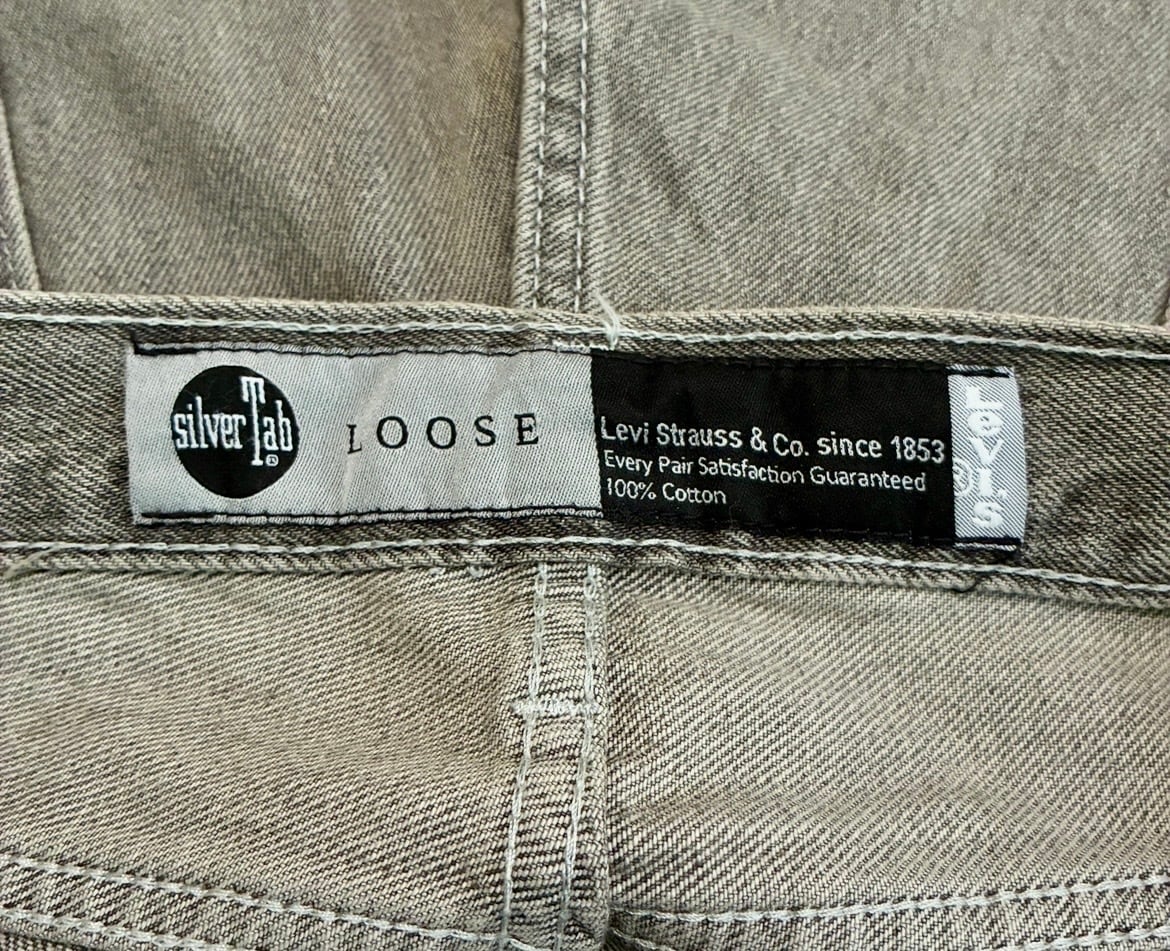 silverTab
®
LOOSE
Levi Strauss & Co. since 1853
Every Pair Satisfaction Guaranteed
100% Cotton
Levi's
®